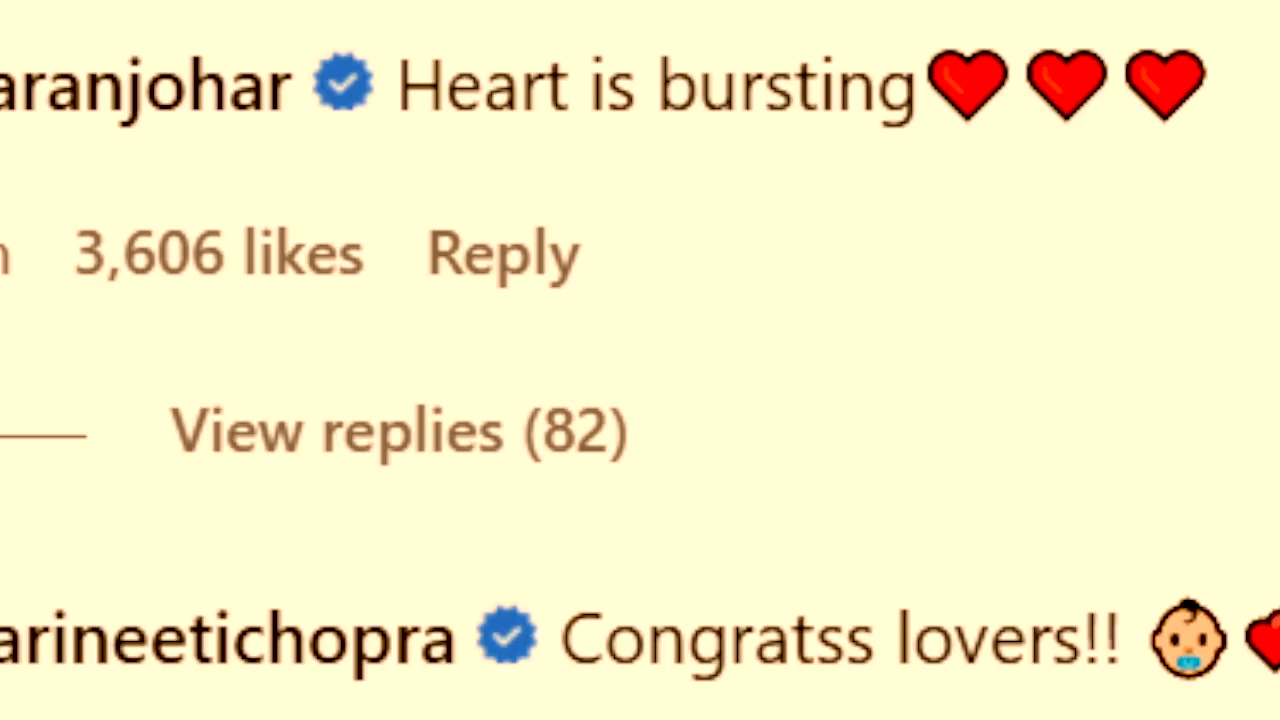 aranjohar Heart is bursting❤️❤️❤️
3,606 likes Reply
View replies (82)
arineetichopra Congratss lovers!! 👶❤️